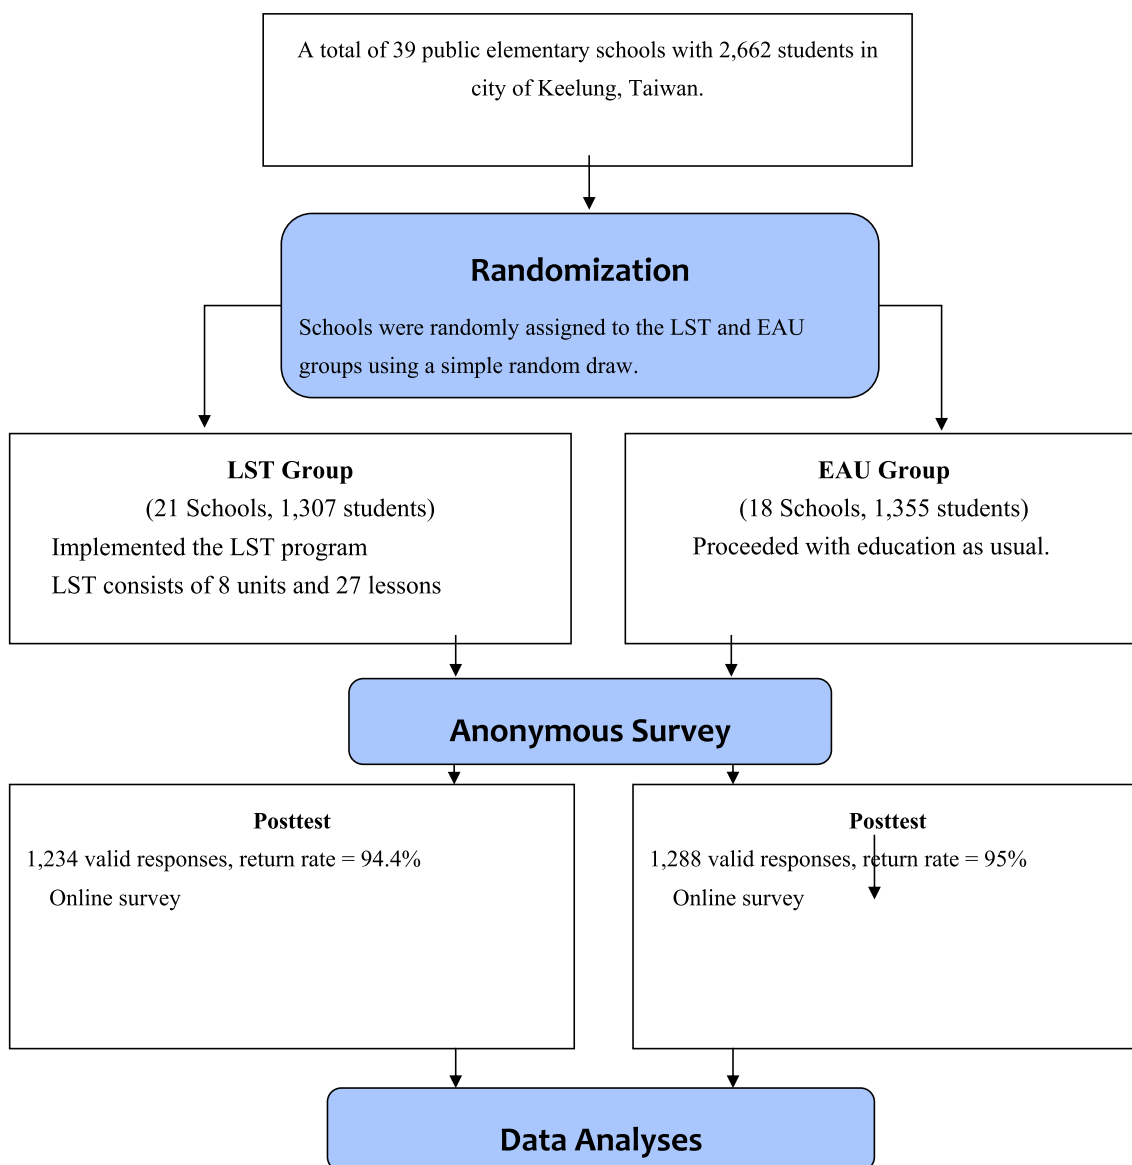 A total of 39 public elementary schools with 2,662 students in
city of Keelung, Taiwan.
Randomization
Schools were randomly assigned to the LST and EAU
groups using a simple random draw.
LST Group
(21 Schools, 1,307 students)
Implemented the LST program
LST consists of 8 units and 27 lessons
EAU Group
(18 Schools, 1,355 students)
Proceeded with education as usual.
Anonymous Survey
Posttest
1,234 valid responses, return rate = 94.4%
Online survey
Posttest
1,288 valid responses, return rate = 95%
Online survey
Data Analyses